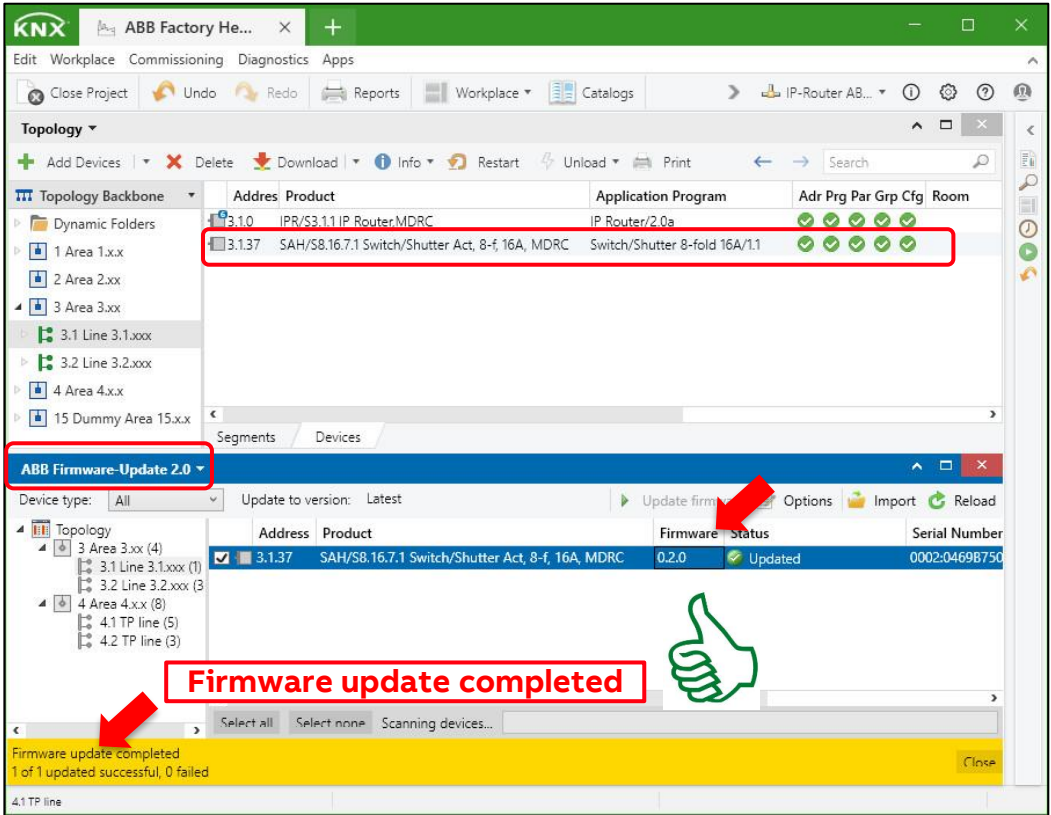 KNX ABB Factory He... × +
Edit Workplace Commissioning Diagnostics Apps
Close Project Undo Redo Reports Workplace Catalogs IP-Router AB...
Topology
Add Devices Delete Download Info Restart Unload Print Search
Topology Backbone
Addres Product Application Program Adr Prg Par Grp Cfg Room
Dynamic Folders
3.1.0 IPR/S3.1.1 IP Router,MDRC IP Router/2.0a
1 Area 1.x.x
3.1.37 SAH/S8.16.7.1 Switch/Shutter Act, 8-f, 16A, MDRC Switch/Shutter 8-fold 16A/1.1
2 Area 2.xx
3 Area 3.xx
3.1 Line 3.1.xxx
3.2 Line 3.2.xxx
4 Area 4.x.x
15 Dummy Area 15.x.x
Segments Devices
ABB Firmware-Update 2.0
Device type: All Update to version: Latest Update firmw Options Import Reload
Topology
Address Product Firmware Status Serial Number
3 Area 3.xx (4)
3.1.37 SAH/S8.16.7.1 Switch/Shutter Act, 8-f, 16A, MDRC 0.2.0 Updated 0002:0469B750
3.1 Line 3.1.xxx (1)
3.2 Line 3.2.xxx (3
4 Area 4.x.x (8)
4.1 TP line (5)
4.2 TP line (3)
Firmware update completed
Select all Select none Scanning devices...
Firmware update completed
1 of 1 updated successful, 0 failed
Close
4.1 TP line